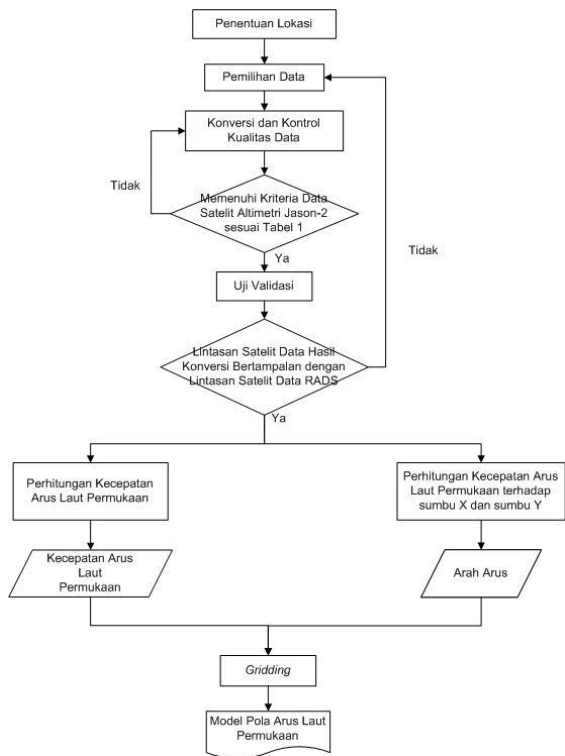 Penentuan Lokasi
Pemilihan Data
Konversi dan Kontrol
Kualitas Data
Tidak
Memenuhi Kriteria Data
Satelit Altimetri Jason-2
sesuai Tabel 1
Tidak
Ya
Uji Validasi
Lintasan Satelit Data Hasil
Konversi Bertampalan dengan
Lintasan Satelit Data RADS
Ya
Perhitungan Kecepatan
Arus Laut Permukaan
Perhitungan Kecepatan Arus
Laut Permukaan terhadap
sumbu X dan sumbu Y
Kecepatan Arus
Laut
Permukaan
Arah Arus
Gridding
Model Pola Arus Laut
Permukaan